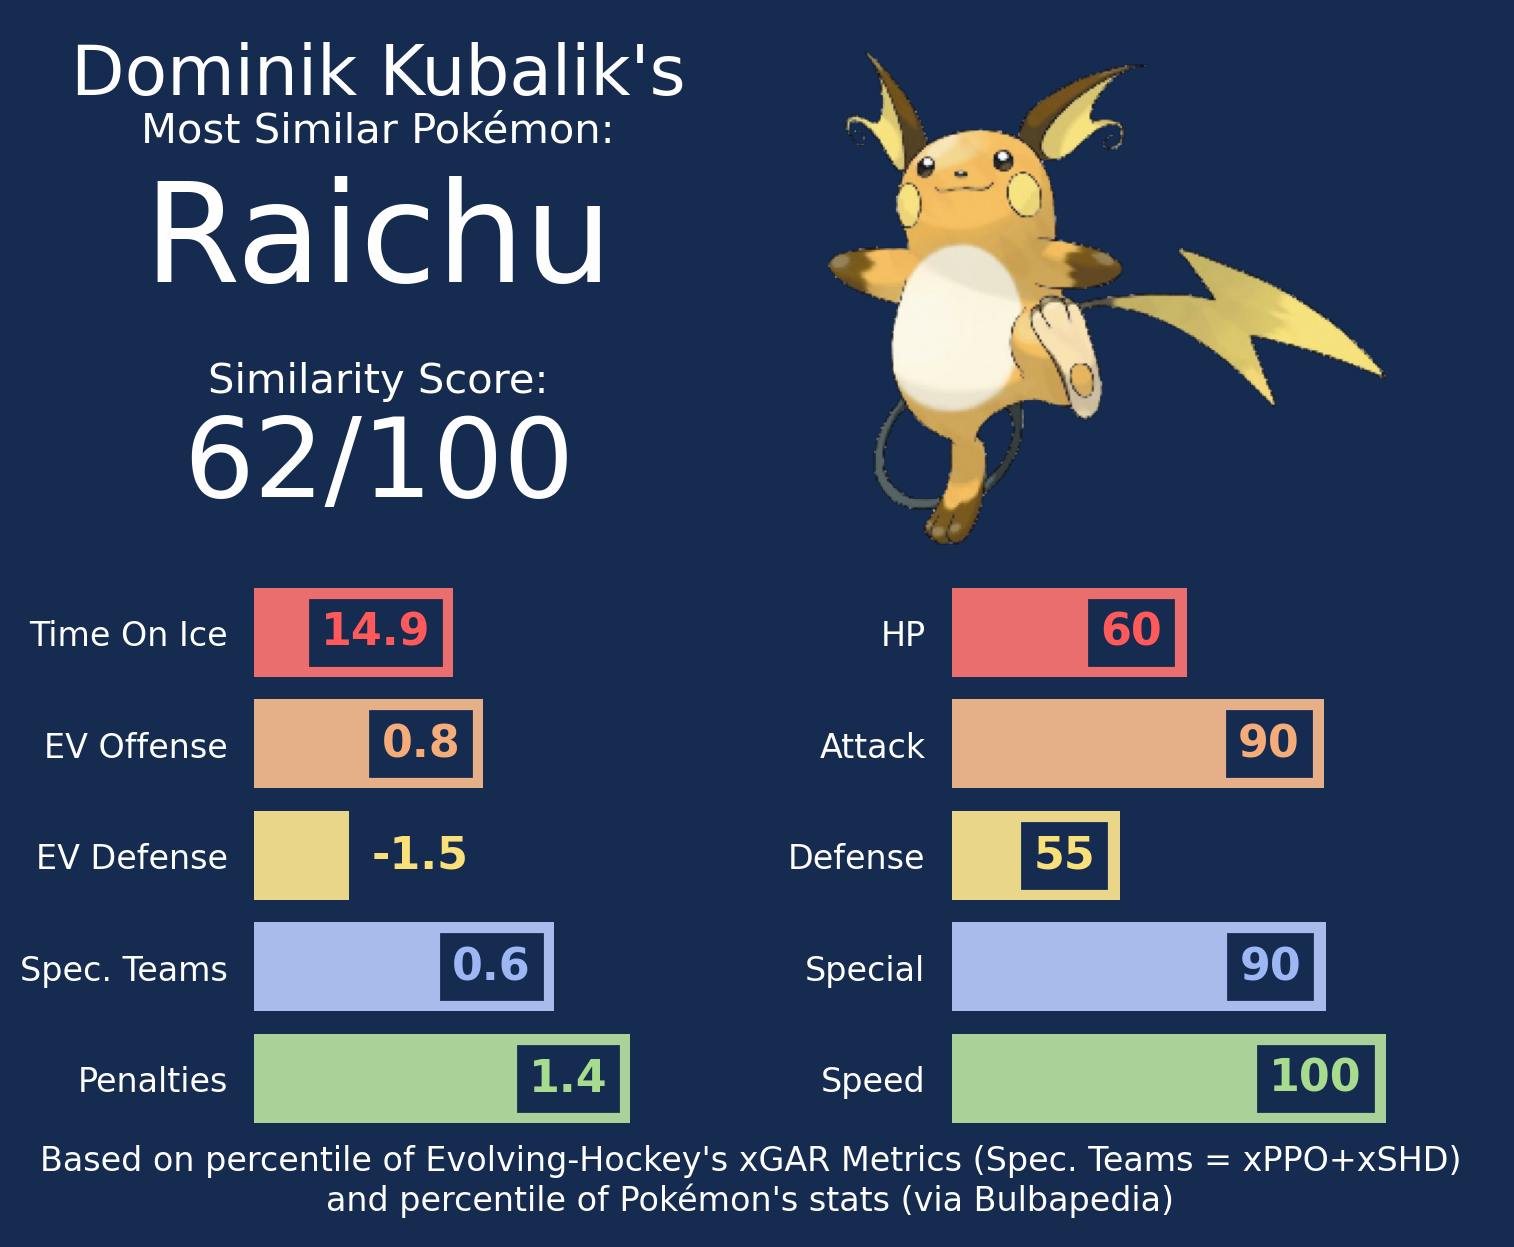 Dominik Kubalik's
Most Similar Pokémon:
Raichu
Similarity Score:
62/100
Time On Ice 14.9
EV Offense 0.8
EV Defense -1.5
Spec. Teams 0.6
Penalties 1.4
HP 60
Attack 90
Defense 55
Special 90
Speed 100
Based on percentile of Evolving-Hockey's xGAR Metrics (Spec. Teams = xPPO+xSHD)
and percentile of Pokémon's stats (via Bulbapedia)